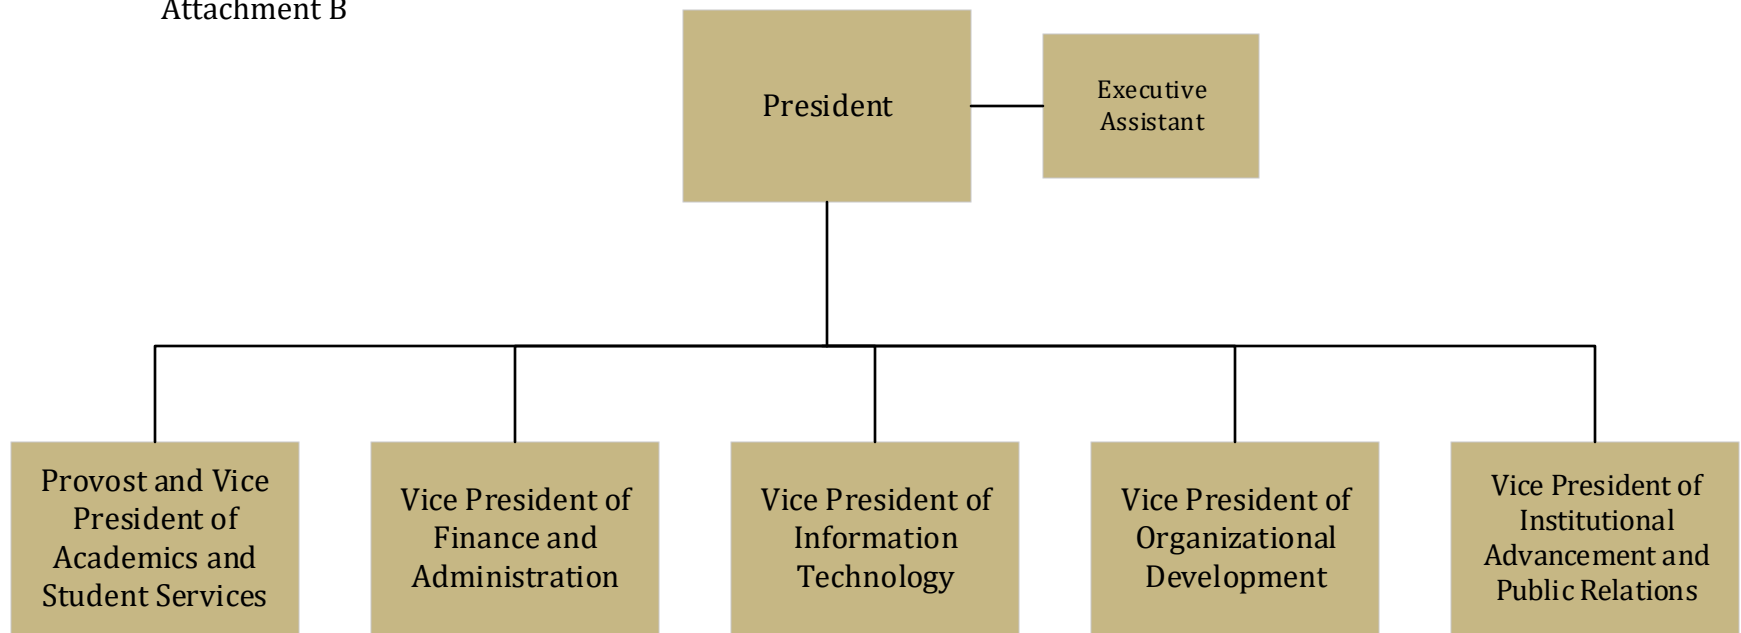 Attachment B
President
Executive
Assistant
Provost and Vice
President of
Academics and
Student Services
Vice President of
Finance and
Administration
Vice President of
Information
Technology
Vice President of
Organizational
Development
Vice President of
Institutional
Advancement and
Public Relations